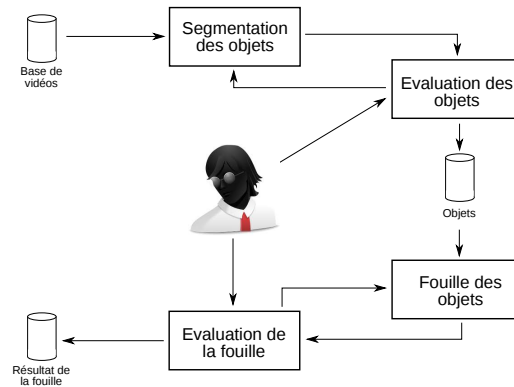 Segmentation
des objets
Base de
vidéos
Evaluation des
objets
Objets
Fouille des
objets
Evaluation de
la fouille
Résultat de
la fouille